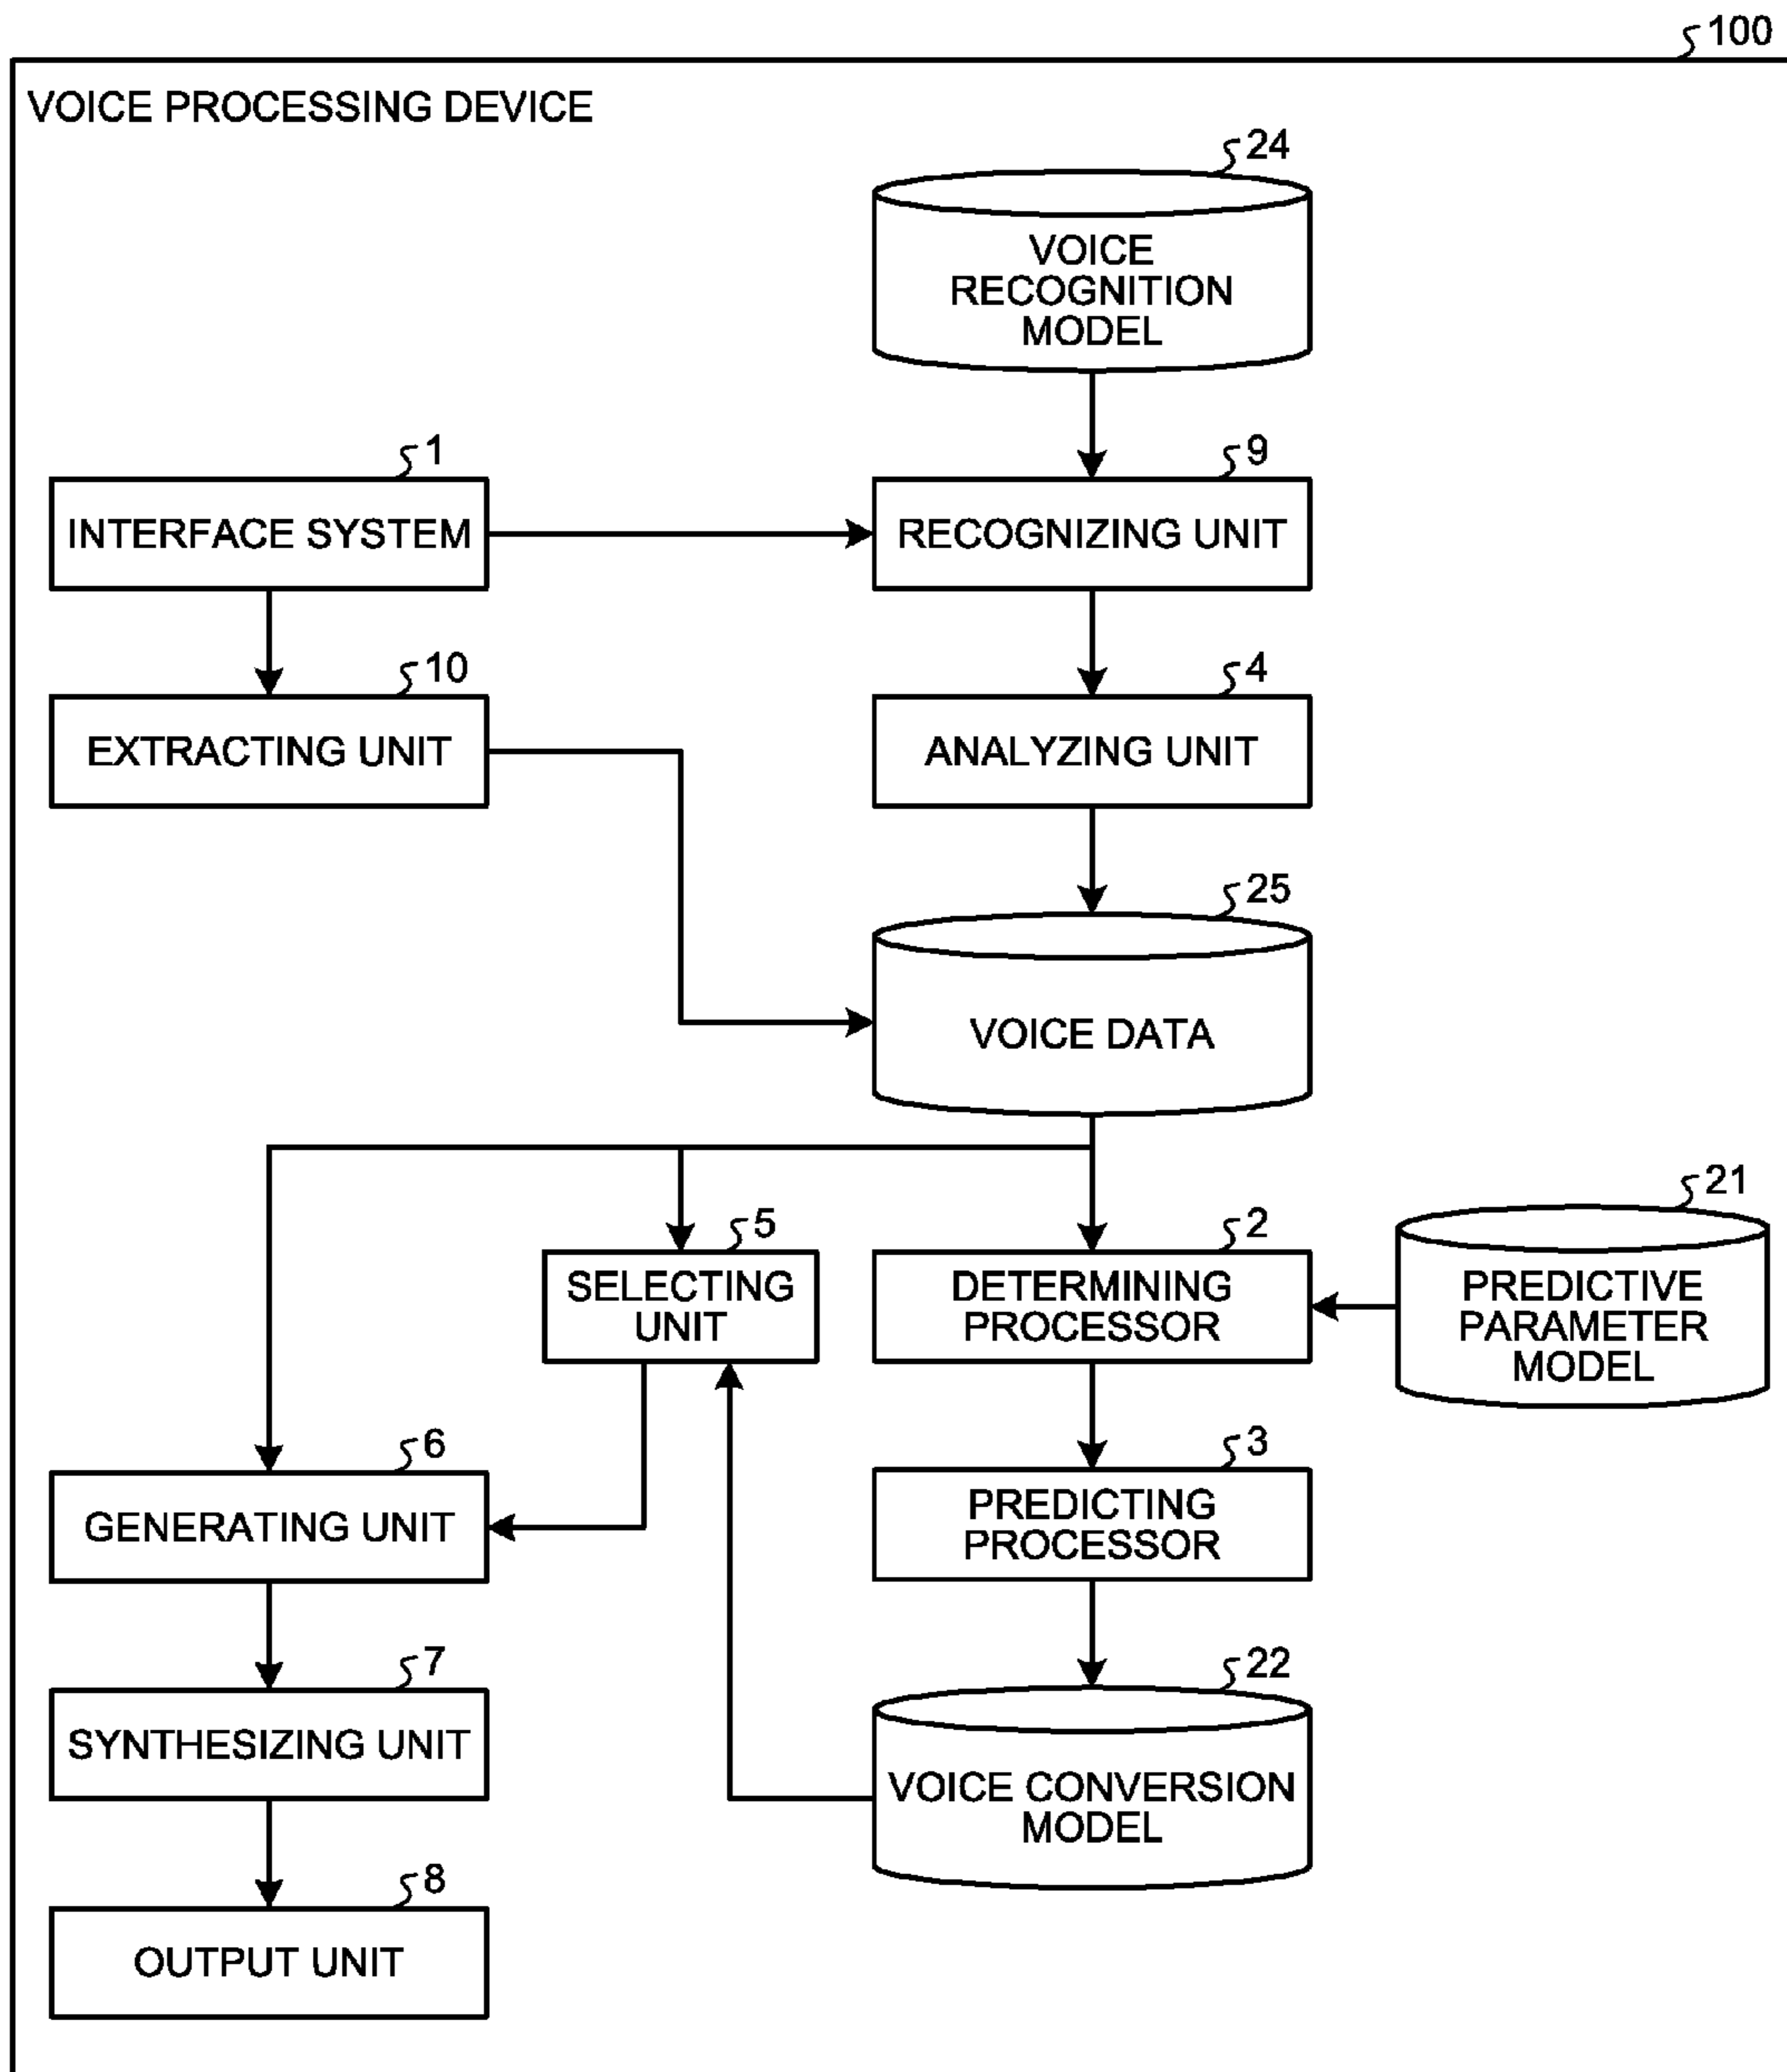 100
VOICE PROCESSING DEVICE
24
VOICE
RECOGNITION
MODEL
1
INTERFACE SYSTEM
9
RECOGNIZING UNIT
10
EXTRACTING UNIT
4
ANALYZING UNIT
25
VOICE DATA
5
SELECTING
UNIT
2
DETERMINING
PROCESSOR
21
PREDICTIVE
PARAMETER
MODEL
6
GENERATING UNIT
3
PREDICTING
PROCESSOR
7
SYNTHESIZING UNIT
22
VOICE CONVERSION
MODEL
8
OUTPUT UNIT